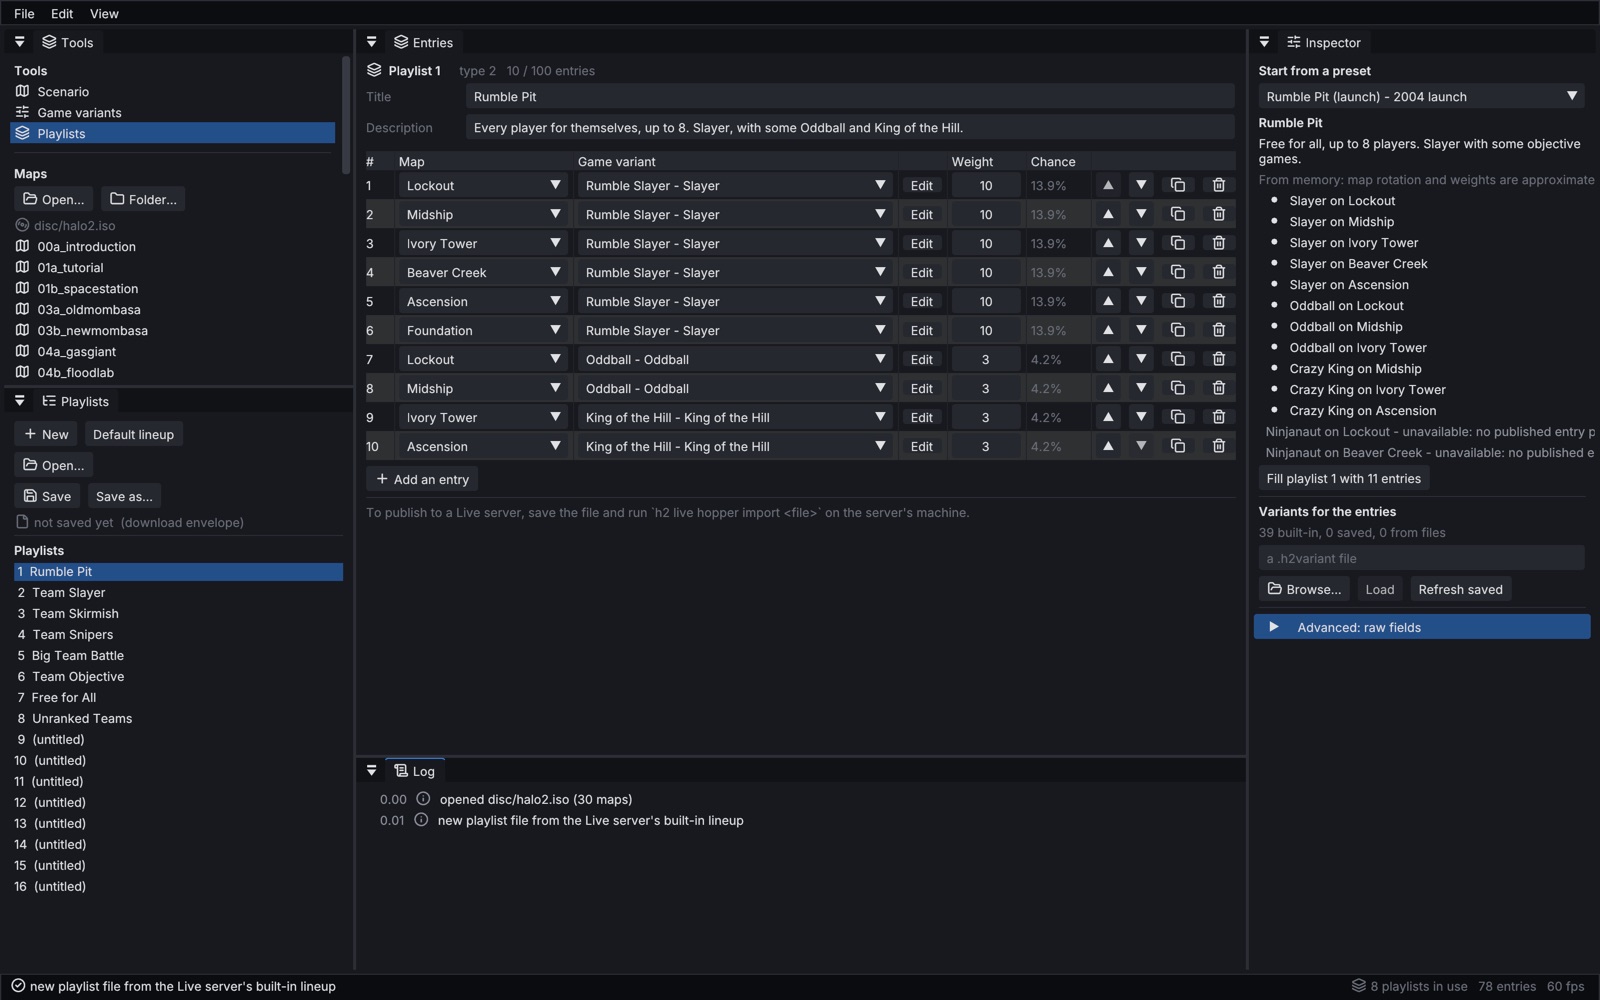 File Edit View
Tools
Tools
Scenario
Game variants
Playlists
Maps
Open... Folder...
disc/halo2.iso
00a_introduction
01a_tutorial
01b_spacestation
03a_oldmombasa
03b_newmombasa
04a_gasgiant
04b_floodlab
Playlists
New Default lineup
Open...
Save Save as...
not saved yet (download envelope)
Playlists
1 Rumble Pit
2 Team Slayer
3 Team Skirmish
4 Team Snipers
5 Big Team Battle
6 Team Objective
7 Free for All
8 Unranked Teams
9 (untitled)
10 (untitled)
11 (untitled)
12 (untitled)
13 (untitled)
14 (untitled)
15 (untitled)
16 (untitled)
Entries
Playlist 1 type 2 10 / 100 entries
Title Rumble Pit
Description Every player for themselves, up to 8. Slayer, with some Oddball and King of the Hill.
# Map Game variant Weight Chance
1 Lockout Rumble Slayer - Slayer Edit 10 13.9%
2 Midship Rumble Slayer - Slayer Edit 10 13.9%
3 Ivory Tower Rumble Slayer - Slayer Edit 10 13.9%
4 Beaver Creek Rumble Slayer - Slayer Edit 10 13.9%
5 Ascension Rumble Slayer - Slayer Edit 10 13.9%
6 Foundation Rumble Slayer - Slayer Edit 10 13.9%
7 Lockout Oddball - Oddball Edit 3 4.2%
8 Midship Oddball - Oddball Edit 3 4.2%
9 Ivory Tower King of the Hill - King of the Hill Edit 3 4.2%
10 Ascension King of the Hill - King of the Hill Edit 3 4.2%
Add an entry
To publish to a Live server, save the file and run `h2 live hopper import <file>` on the server's machine.
Log
0.00 opened disc/halo2.iso (30 maps)
0.01 new playlist file from the Live server's built-in lineup
Inspector
Start from a preset
Rumble Pit (launch) - 2004 launch
Rumble Pit
Free for all, up to 8 players. Slayer with some objective
games.
From memory: map rotation and weights are approximate
Slayer on Lockout
Slayer on Midship
Slayer on Ivory Tower
Slayer on Beaver Creek
Slayer on Ascension
Oddball on Lockout
Oddball on Midship
Oddball on Ivory Tower
Crazy King on Midship
Crazy King on Ivory Tower
Crazy King on Ascension
Ninjanaut on Lockout - unavailable: no published entry p
Ninjanaut on Beaver Creek - unavailable: no published e
Fill playlist 1 with 11 entries
Variants for the entries
39 built-in, 0 saved, 0 from files
a .h2variant file
Browse... Load Refresh saved
Advanced: raw fields
new playlist file from the Live server's built-in lineup
8 playlists in use 78 entries 60 fps